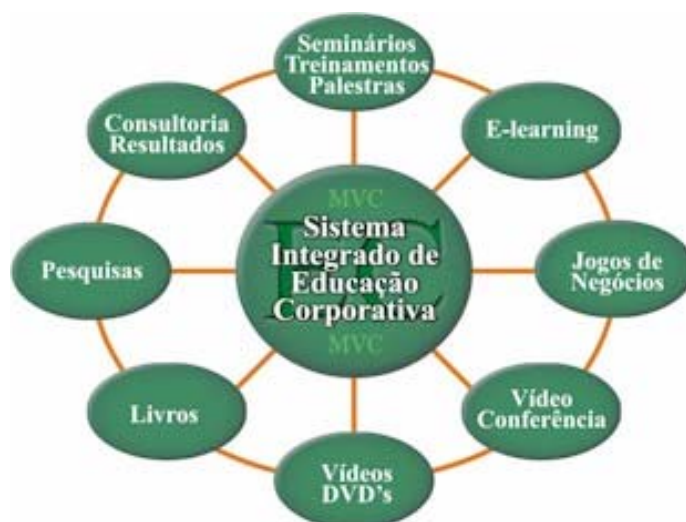 Seminários
Treinamentos
Palestras
Consultoria
Resultados
E-learning
MVC
EC
Sistema
Integrado de
Educação
Corporativa
MVC
Pesquisas
Jogos de
Negócios
Livros
Vídeo
Conferência
Vídeos
DVD's